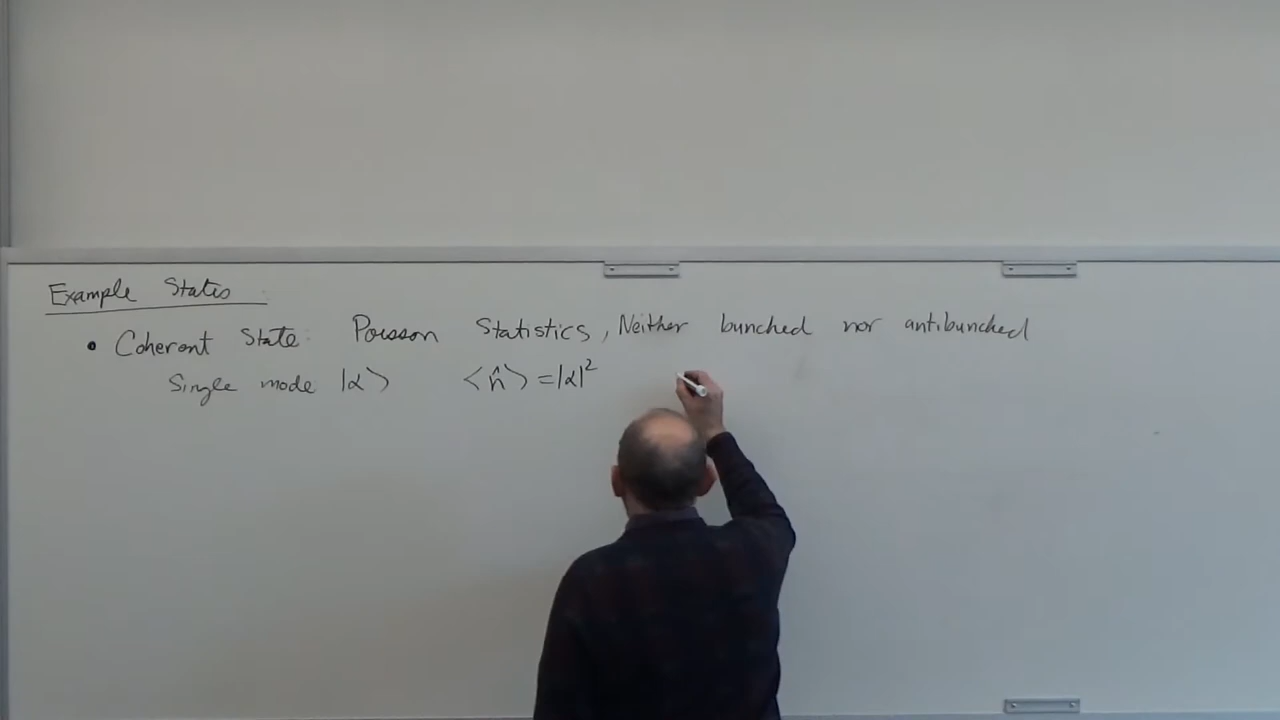 Example States
• Coherent State: Poisson Statistics, Neither bunched nor antibunched
Single mode |α⟩ ⟨n̂⟩ = |α|²